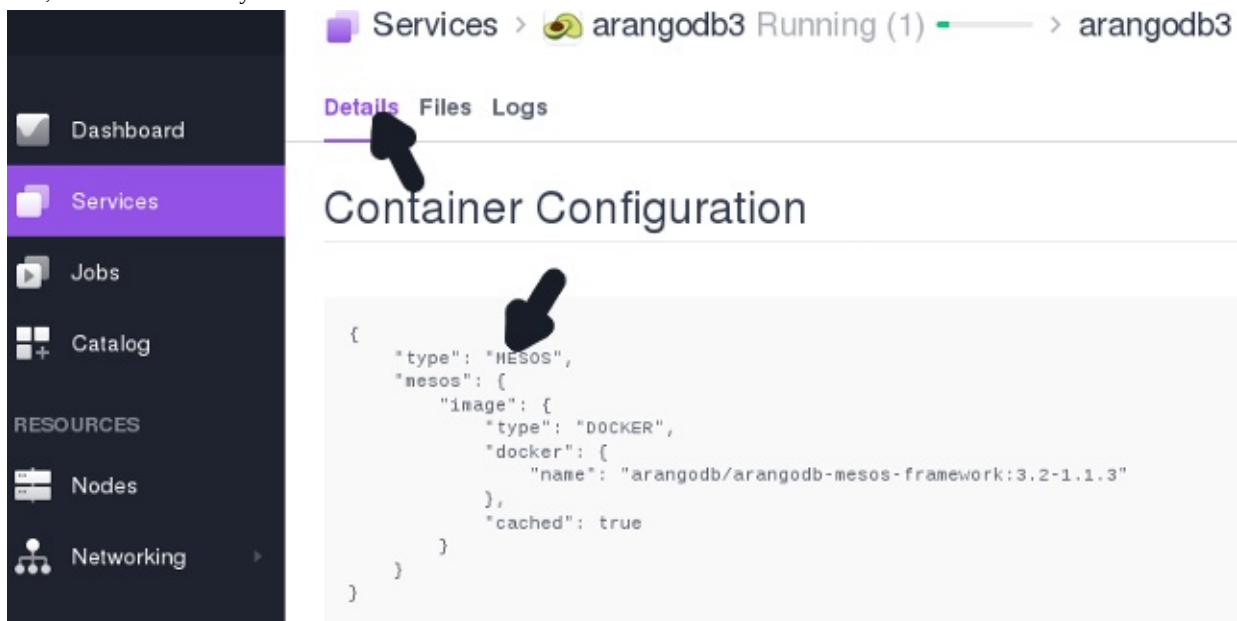 Services > arangodb3 Running (1) > arangodb3
Details Files Logs
Dashboard
Services
Jobs
Catalog
RESOURCES
Nodes
Networking
Container Configuration
{
"type": "MESOS",
"mesos": {
"image": {
"type": "DOCKER",
"docker": {
"name": "arangodb/arangodb-mesos-framework:3.2-1.1.3"
},
"cached": true
}
}
}